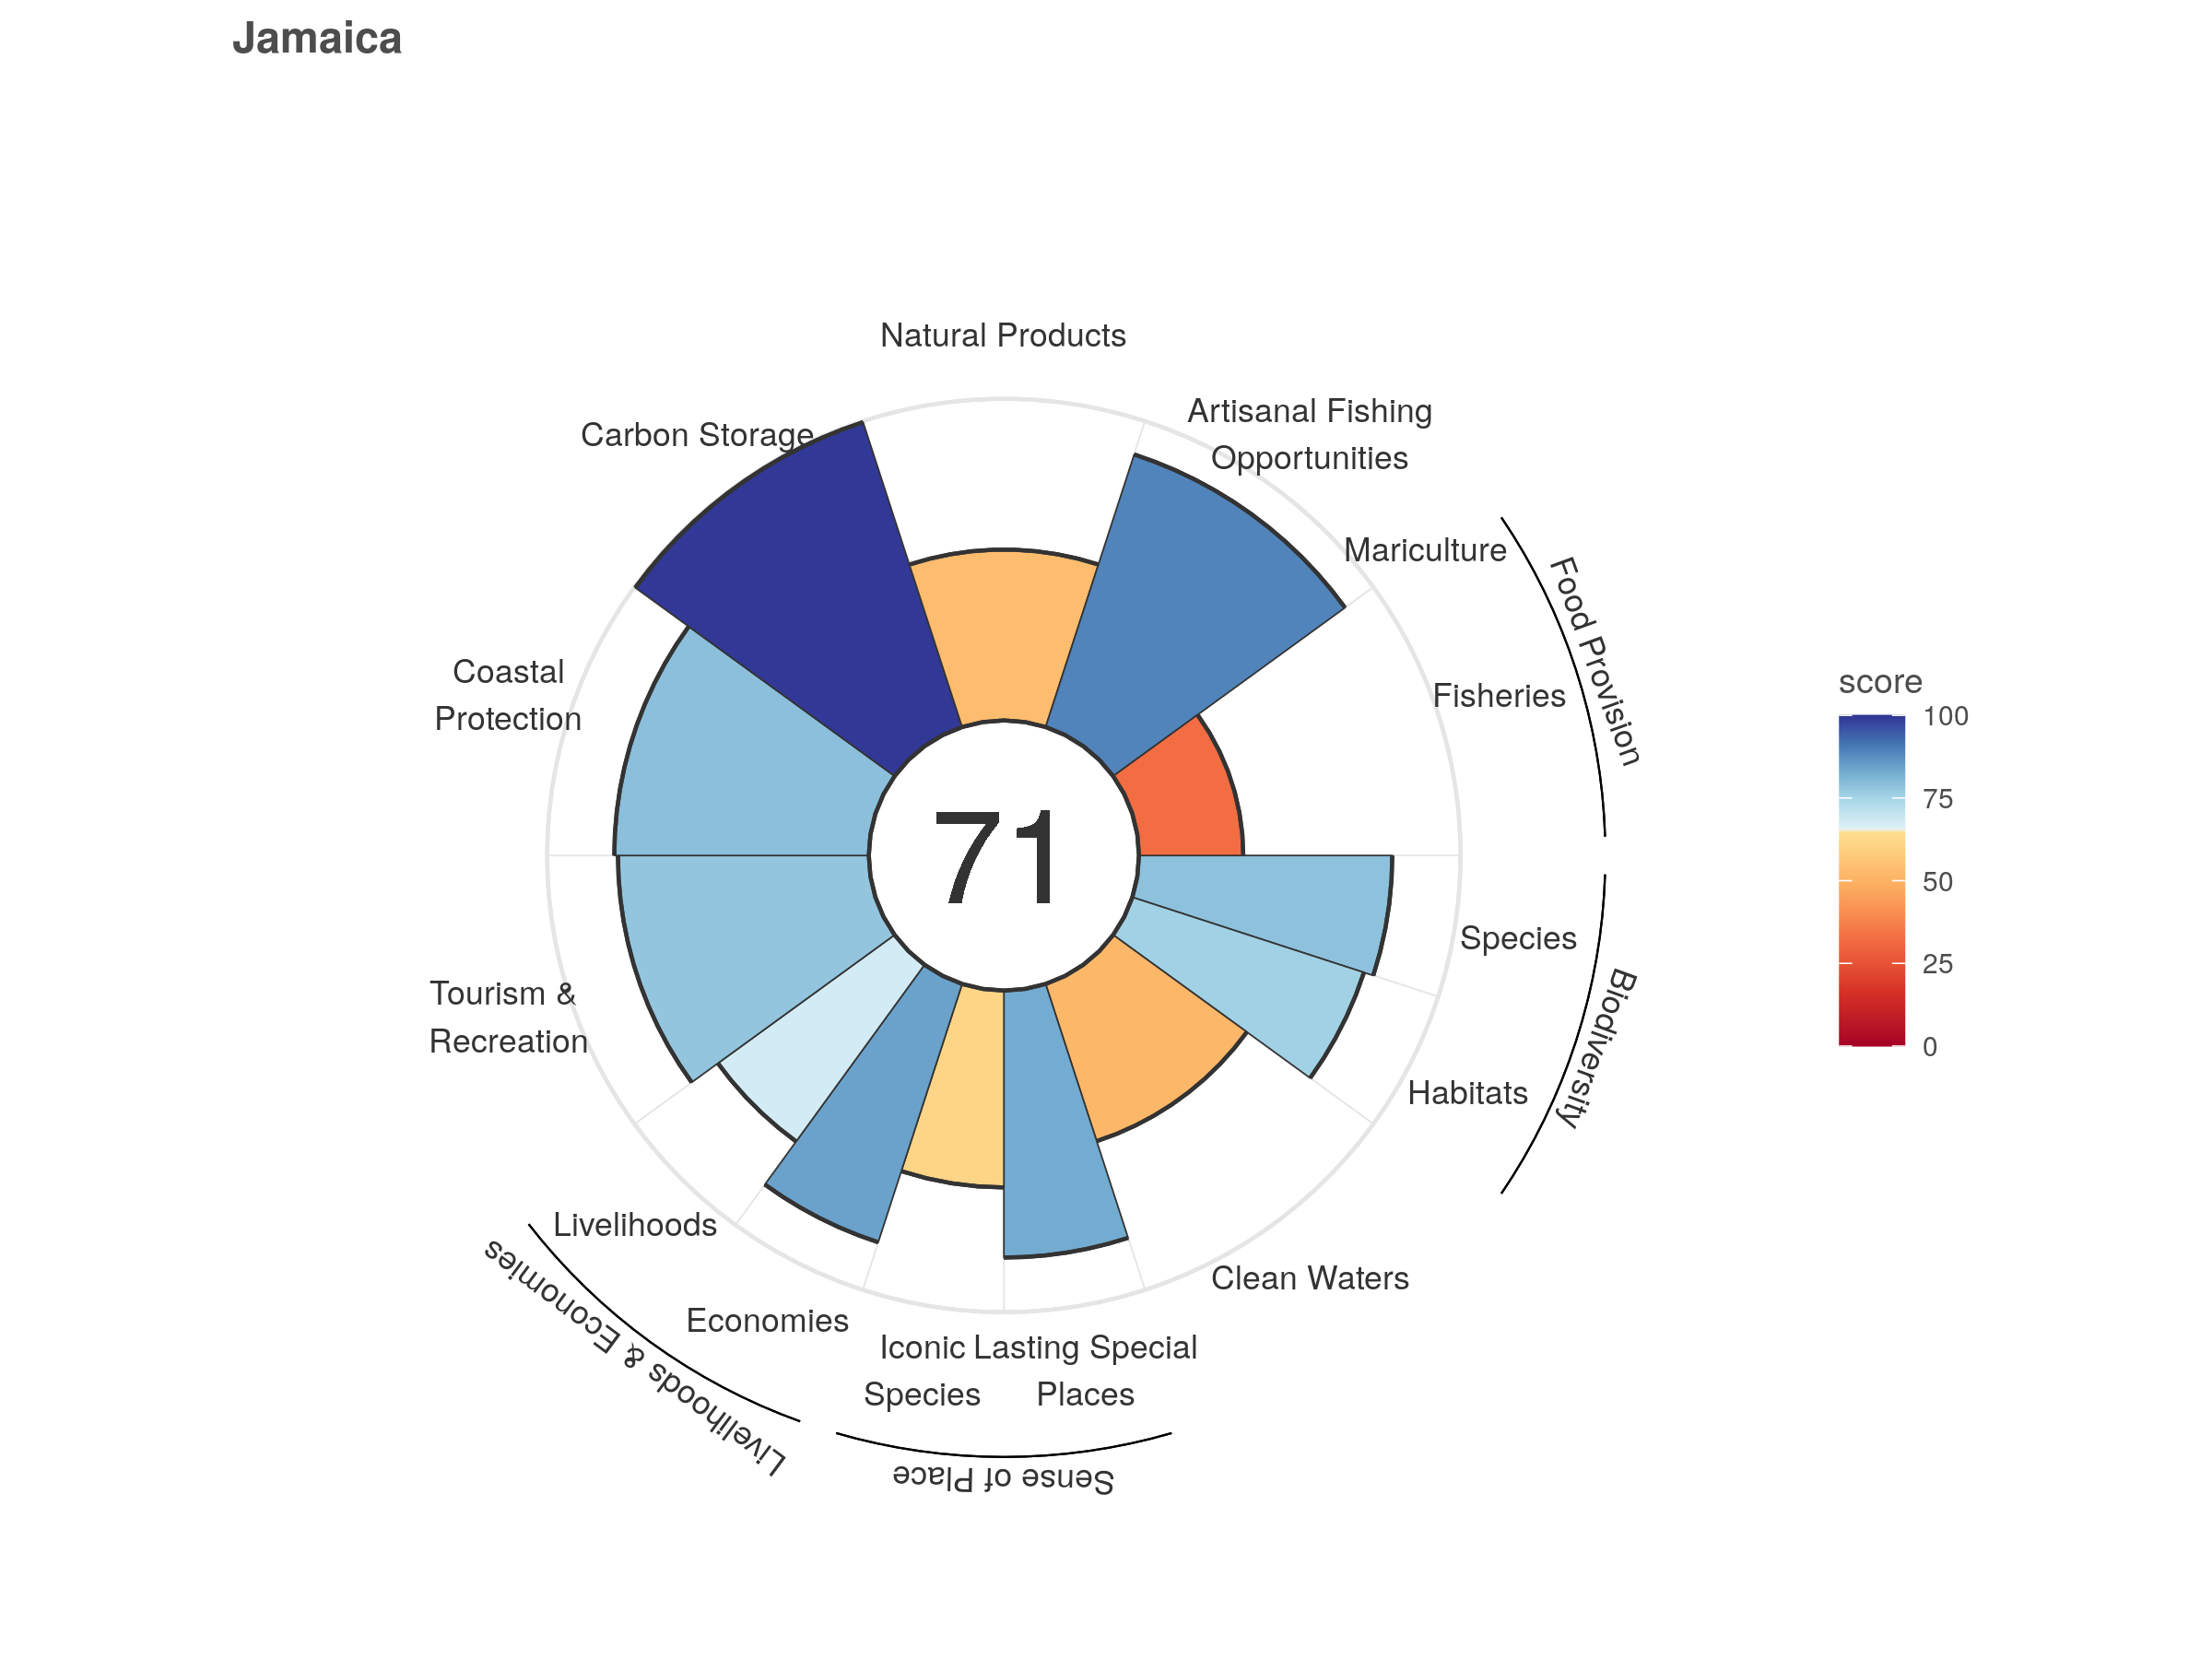 Jamaica
Natural Products
Artisanal Fishing
Opportunities
Carbon Storage
Mariculture
Food Provision
Fisheries
Coastal
Protection
score
100
75
50
25
0
71
Species
Biodiversity
Habitats
Tourism &
Recreation
Livelihoods
Livelihoods & Economies
Economies
Clean Waters
Iconic
Species
Lasting Special
Places
Sense of Place